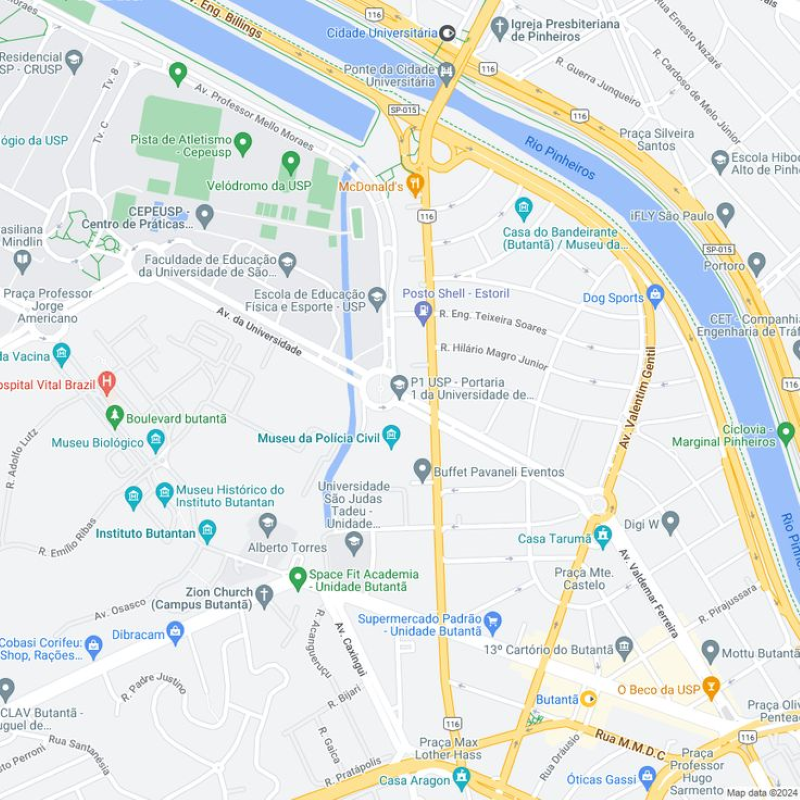 116
Av. Eng. Billings
Cidade Universitária
Igreja Presbiteriana
de Pinheiros
R. Ernesto Nazaré
Residencial
SP - CRUSP
Tv. 8
Ponte da Cidade
Universitária
116
R. Guerra Junqueiro
R. Cardoso de Melo Júnior
Av. Professor Mello Moraes
SP-015
116
Tv. C
ógio da USP
Pista de Atletismo
- Cepeusp
Velódromo da USP
McDonald's
Rio Pinheiros
Praça Silveira
Santos
Escola Hiboo
Alto de Pinh
CEPEUSP -
Centro de Práticas...
116
iFLY São Paulo
asiliana
Mindlin
Casa do Bandeirante
(Butantã) / Museu da...
SP-015
Portoro
Faculdade de Educação
da Universidade de São...
Praça Professor
Jorge
Americano
Escola de Educação
Física e Esporte - USP
Posto Shell - Estoril
Dog Sports
Av. da Universidade
R. Eng. Teixeira Soares
CET - Companhia
Engenharia de Tráf
R. Hilário Magro Junior
da Vacina
ospital Vital Brazil
P1 USP - Portaria
1 da Universidade de...
Av. Valentim Gentil
116
Boulevard butantã
Museu Biológico
Museu da Polícia Civil
Ciclovia -
Marginal Pinheiros
R. Adolfo Lutz
Buffet Pavaneli Eventos
Museu Histórico do
Instituto Butantan
Universidade
São Judas
Tadeu -
Unidade...
Instituto Butantan
Digi W
Rio Pinhe
R. Emílio Ribas
Alberto Torres
Casa Tarumã
Praça Mte.
Castelo
Space Fit Academia
- Unidade Butantã
Zion Church
(Campus Butantã)
Av. Valdemar Ferreira
R. Pirajussara
Av. Osasco
Supermercado Padrão
- Unidade Butantã
Cobasi Corifeu:
Shop, Rações...
Dibracam
R. Acanguenruçu
Av. Caxingui
13º Cartório do Butantã
Mottu Butantã
R. Padre Justino
R. Bijari
Butantã
O Beco da USP
CLAV Butantã -
uguel de...
116
Praça Oliv
Pentead
R. Gaica
Praça Max
Lother Hass
Rua M.M.D.C
116
Rua Santanésia
to Perroni
R. Pratápolis
Casa Aragon
Rua Dráusio
Óticas Gassi
Praça
Professor
Hugo
Sarmento
Map data ©2024